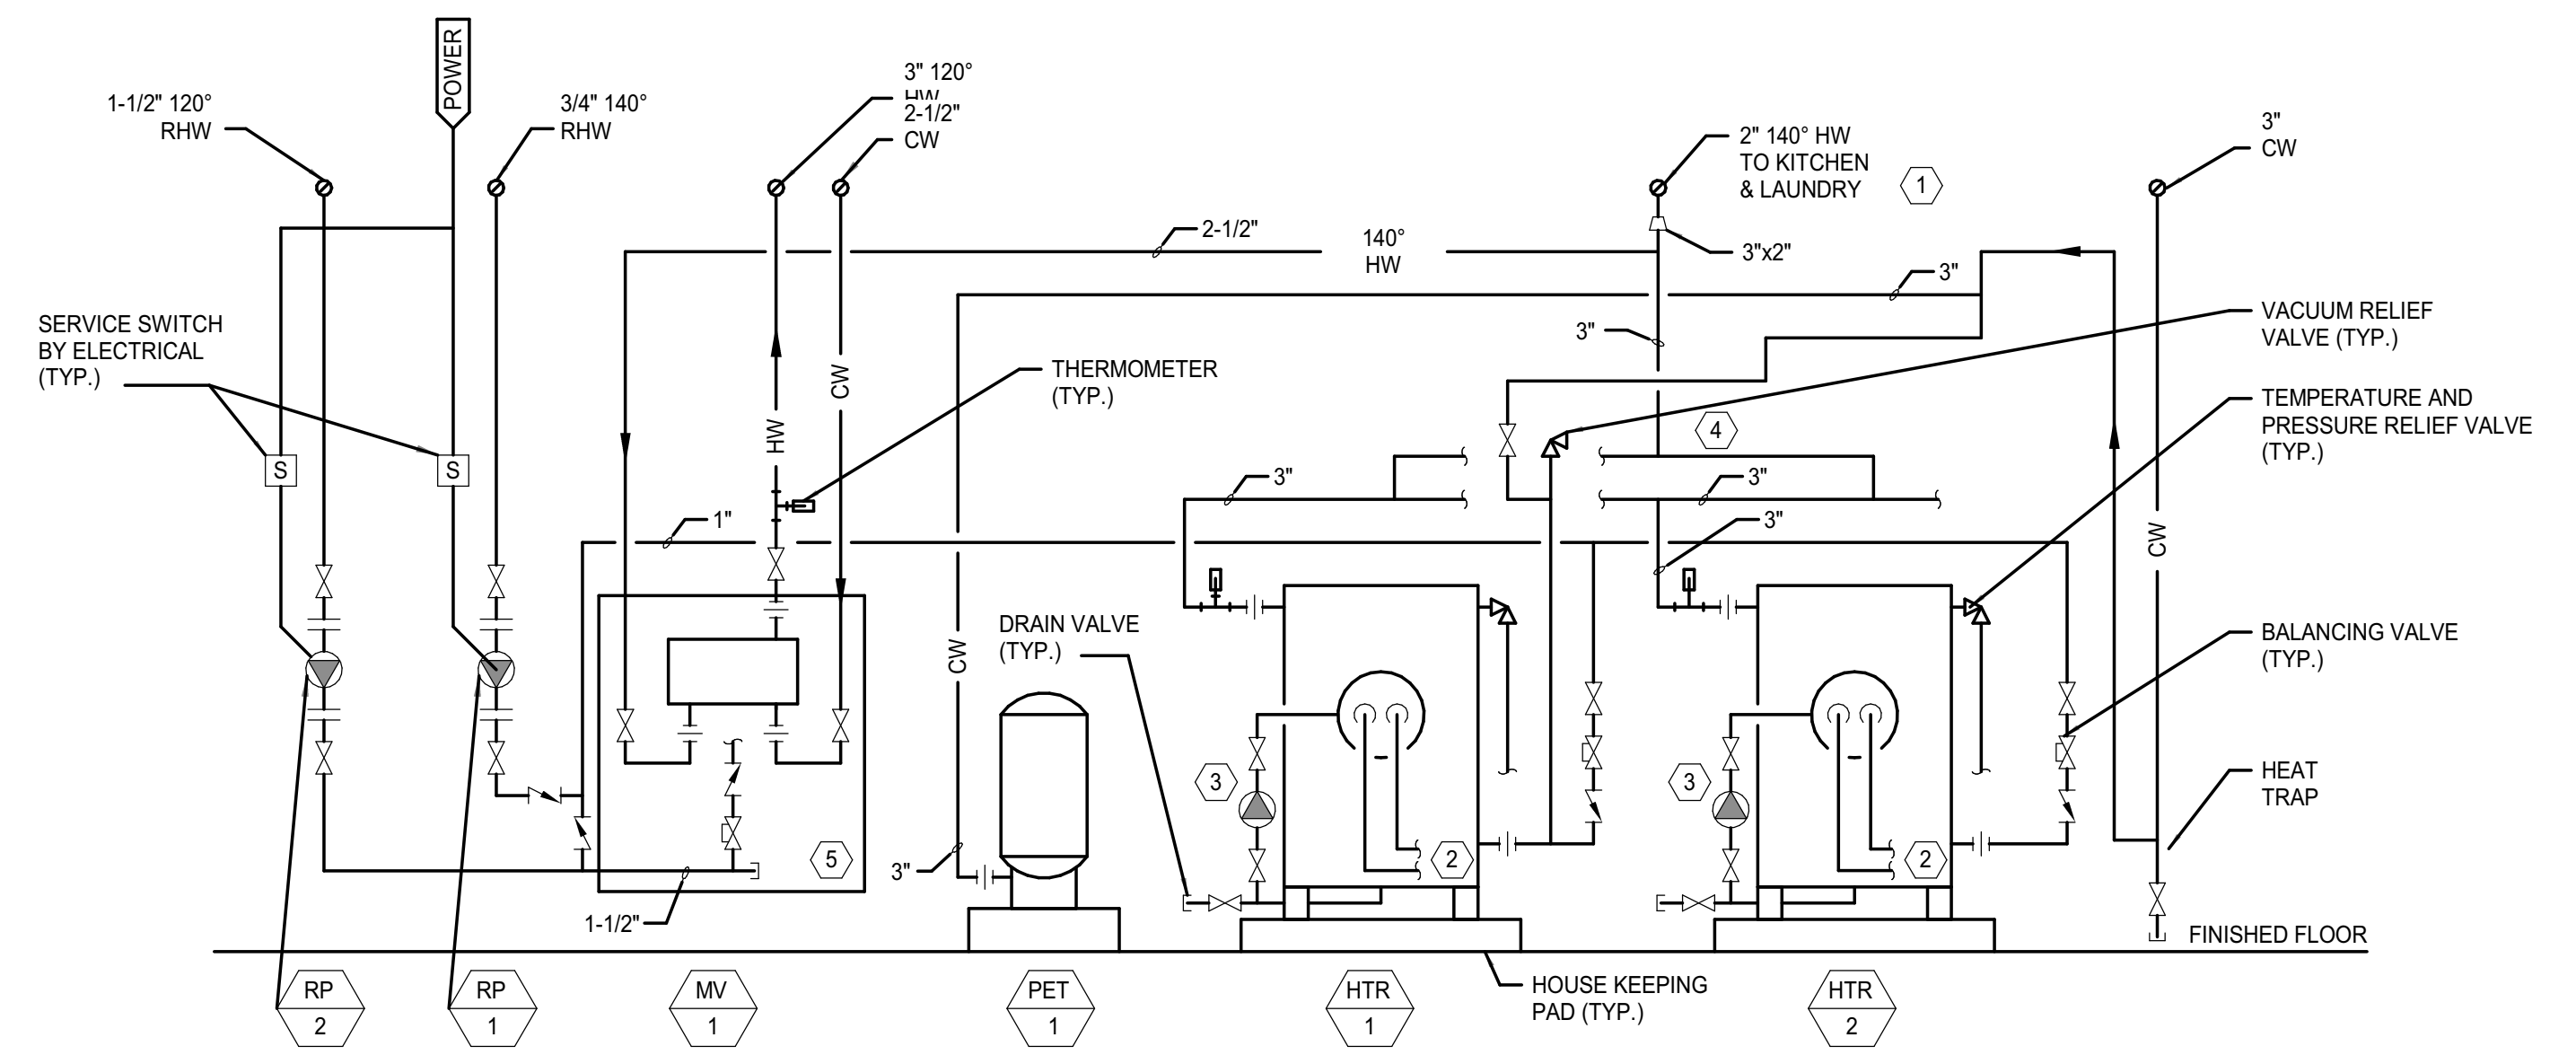 POWER
1-1/2" 120°
RHW
3/4" 140°
RHW
3" 120°
HW
2-1/2"
CW
2" 140° HW
TO KITCHEN
& LAUNDRY
1
3"
CW
2-1/2"
140°
HW
3"x2"
3"
3"
SERVICE SWITCH
BY ELECTRICAL
(TYP.)
THERMOMETER
(TYP.)
VACUUM RELIEF
VALVE (TYP.)
TEMPERATURE AND
PRESSURE RELIEF VALVE
(TYP.)
HW
CW
4
S
S
3"
3"
1"
3"
CW
CW
DRAIN VALVE
(TYP.)
BALANCING VALVE
(TYP.)
3
3
HEAT
TRAP
5
3"
2
2
1-1/2"
FINISHED FLOOR
HOUSE KEEPING
PAD (TYP.)
RP
2
RP
1
MV
1
PET
1
HTR
1
HTR
2